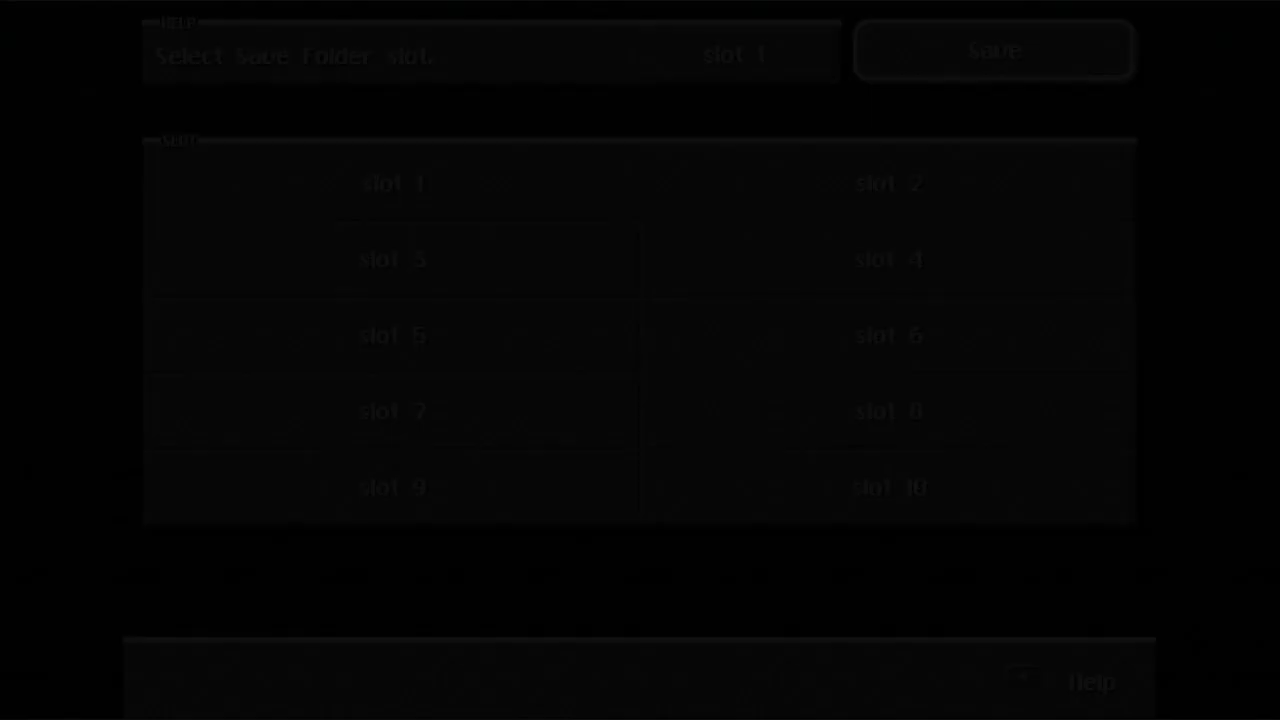 HELP
Select Save Folder slot.
slot 1
Save
SLOT
slot 1
slot 2
slot 3
slot 4
slot 5
slot 6
slot 7
slot 8
slot 9
slot 10
Help